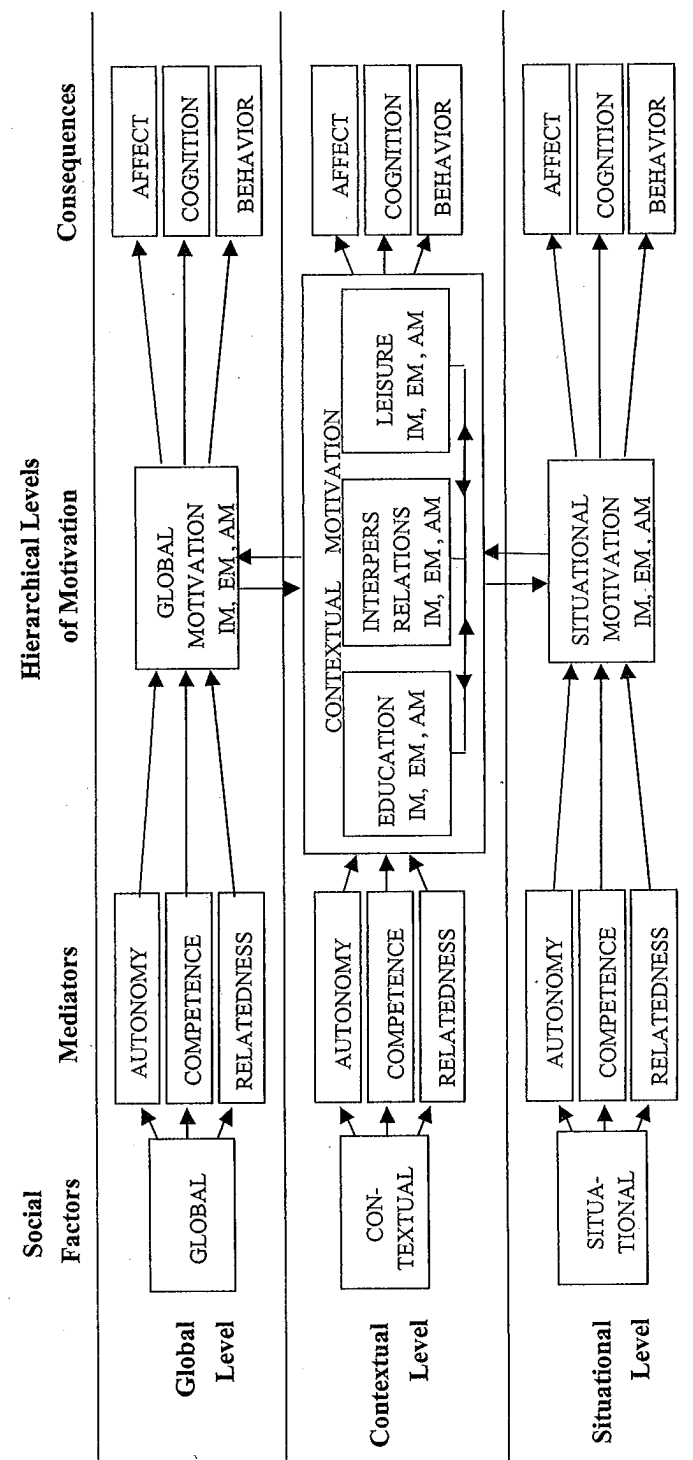 Social
Factors
Mediators
Hierarchical Levels
of Motivation
Consequences
Global
Level
GLOBAL
AUTONOMY
COMPETENCE
RELATEDNESS
GLOBAL
MOTIVATION
IM, EM, AM
AFFECT
COGNITION
BEHAVIOR
Contextual
Level
CON-
TEXTUAL
AUTONOMY
COMPETENCE
RELATEDNESS
CONTEXTUAL MOTIVATION
EDUCATION
IM, EM, AM
INTERPERS
RELATIONS
IM, EM, AM
LEISURE
IM, EM, AM
AFFECT
COGNITION
BEHAVIOR
Situational
Level
SITUA-
TIONAL
AUTONOMY
COMPETENCE
RELATEDNESS
SITUATIONAL
MOTIVATION
IM, EM, AM
AFFECT
COGNITION
BEHAVIOR